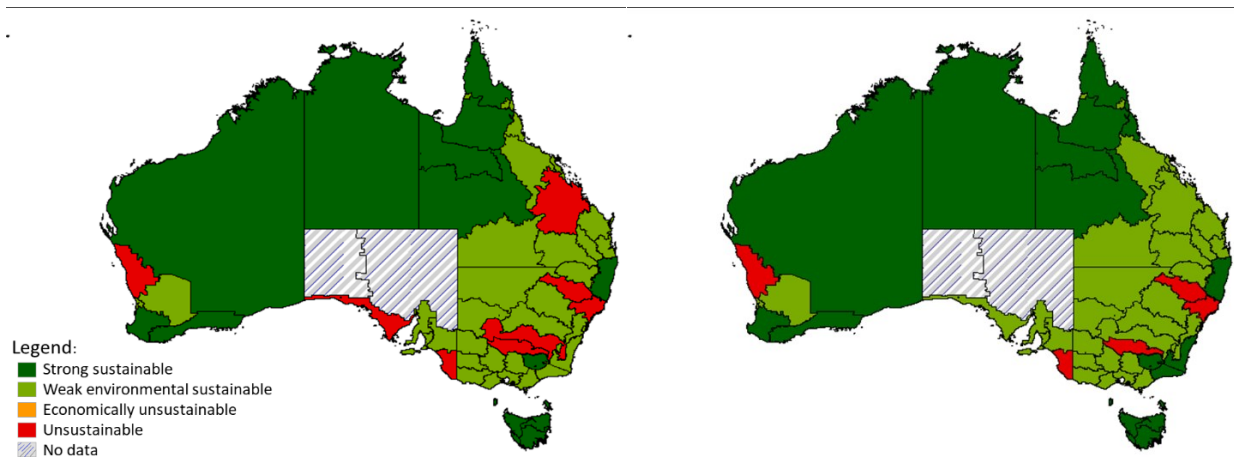 Legend:
Strong sustainable
Weak environmental sustainable
Economically unsustainable
Unsustainable
No data